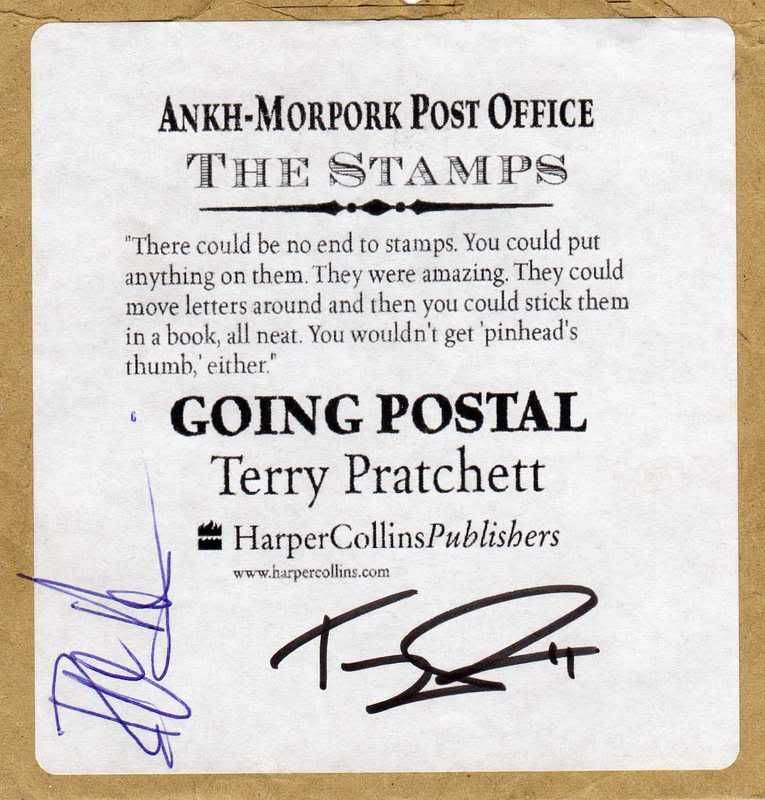 ANKH-MORPORK POST OFFICE
THE STAMPS
"There could be no end to stamps. You could put
anything on them. They were amazing. They could
move letters around and then you could stick them
in a book, all neat. You wouldn't get 'pinhead's
thumb,' either."
GOING POSTAL
Terry Pratchett
HarperCollinsPublishers
www.harpercollins.com